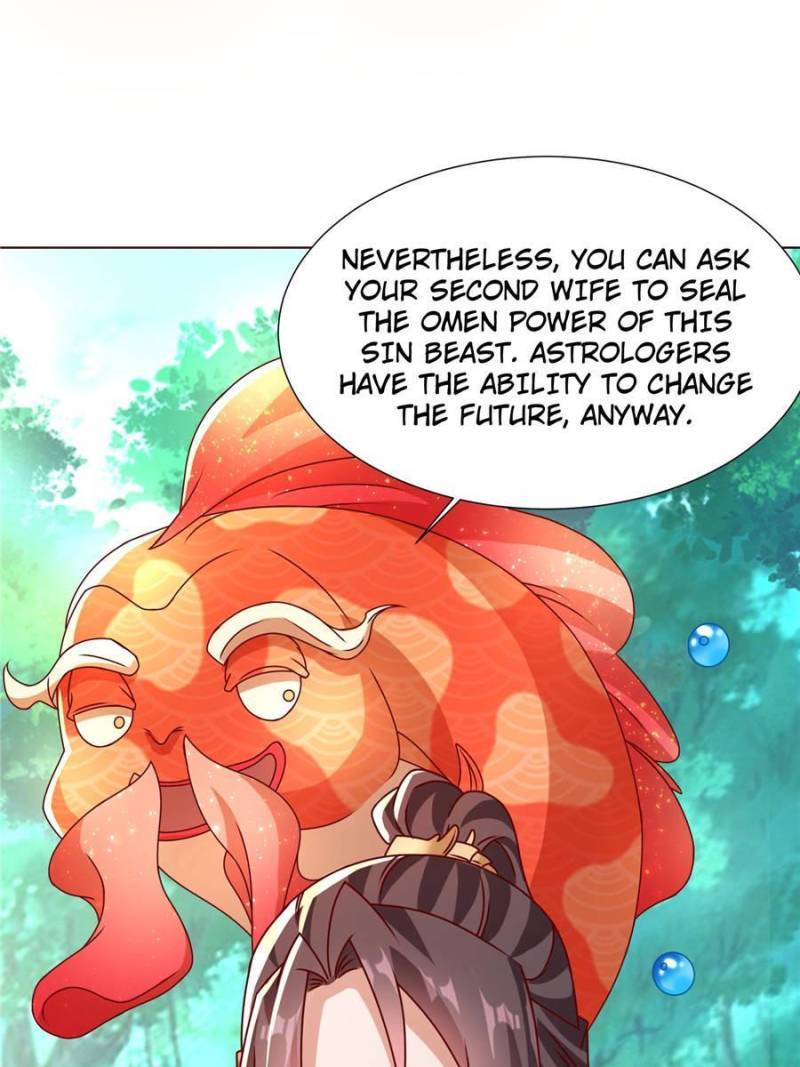 NEVERTHELESS, YOU CAN ASK
YOUR SECOND WIFE TO SEAL
THE OMEN POWER OF THIS
SIN BEAST. ASTROLOGERS
HAVE THE ABILITY TO CHANGE
THE FUTURE, ANYWAY.